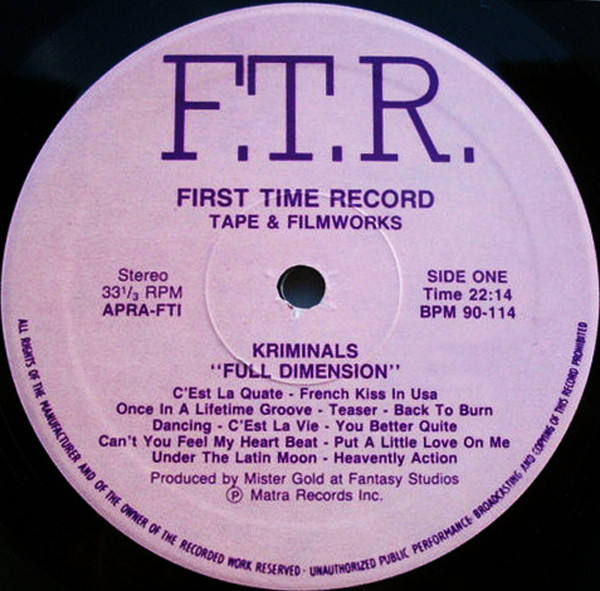 F.T.R.
FIRST TIME RECORD
TAPE & FILMWORKS
Stereo
33 1/3 RPM
APRA-FTI
SIDE ONE
Time 22:14
BPM 90-114
KRIMINALS
"FULL DIMENSION"
C'Est La Quate - French Kiss In Usa
Once In A Lifetime Groove - Teaser - Back To Burn
Dancing - C'Est La Vie - You Better Quite
Can't You Feel My Heart Beat - Put A Little Love On Me
Under The Latin Moon - Heavently Action
Produced by Mister Gold at Fantasy Studios
Ⓟ Matra Records Inc.
ALL RIGHTS OF THE MANUFACTURER AND OF THE OWNER OF THE RECORDED WORK RESERVED · UNAUTHORIZED PUBLIC PERFORMANCE · BROADCASTING AND COPYING OF THIS RECORD PROHIBITED